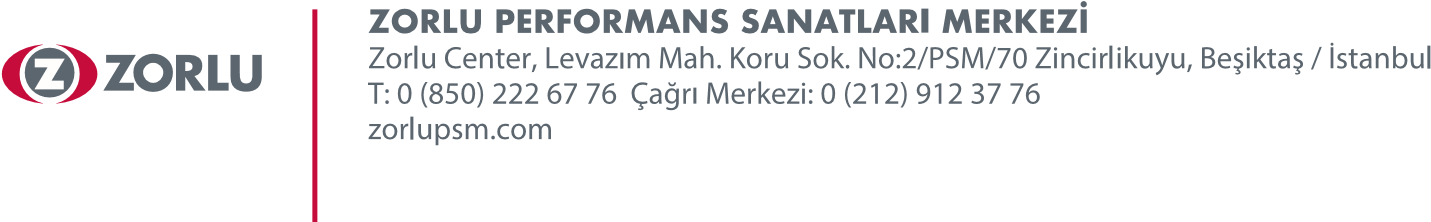 ZORLU
ZORLU PERFORMANS SANATLARI MERKEZİ
Zorlu Center, Levazım Mah. Koru Sok. No:2/PSM/70 Zincirlikuyu, Beşiktaş / İstanbul
T: 0 (850) 222 67 76  Çağrı Merkezi: 0 (212) 912 37 76
zorlupsm.com